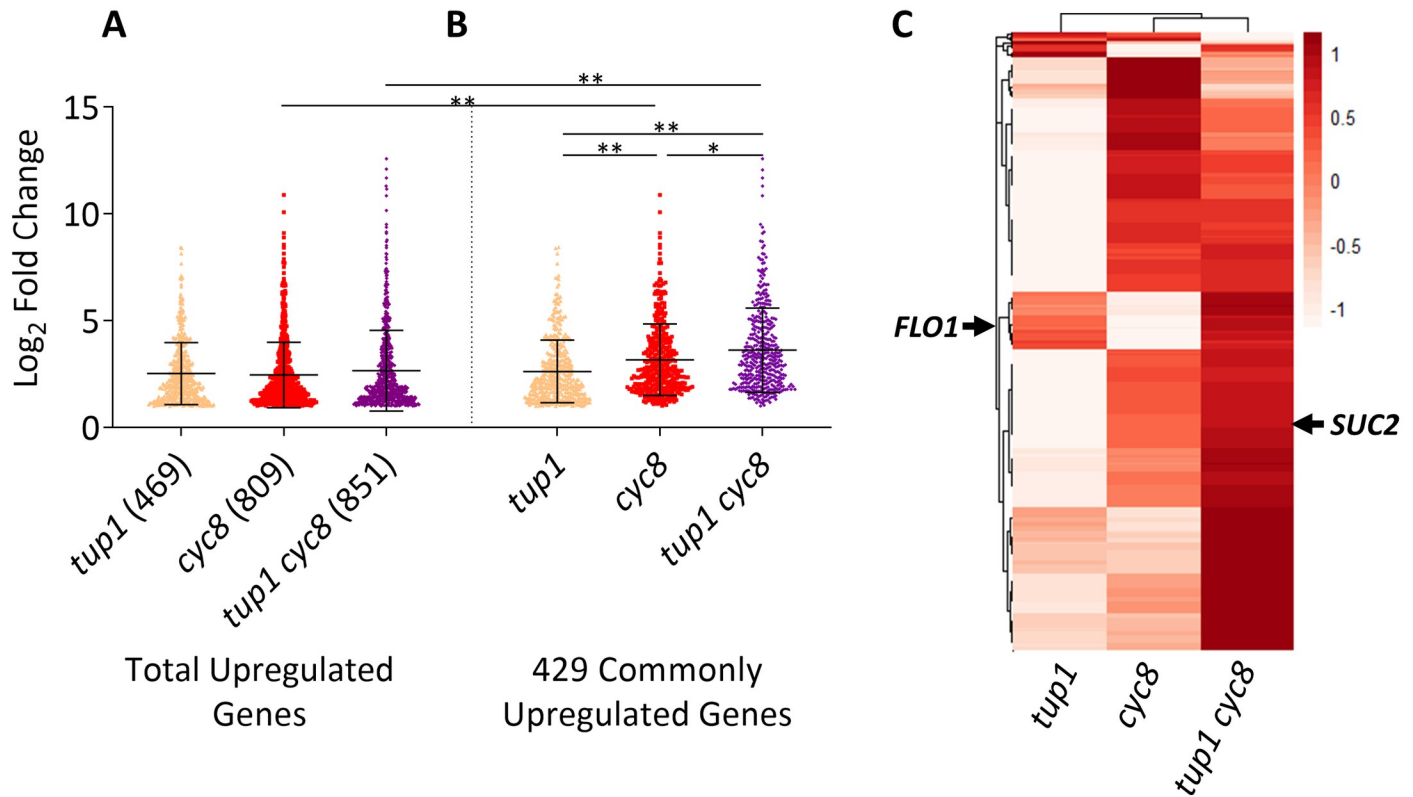 A
B
C
**
**
**
**
*
15
10
5
0
Log2 Fold Change
tup1 (469)
cyc8 (809)
tup1 cyc8 (851)
tup1
cyc8
tup1 cyc8
Total Upregulated
Genes
429 Commonly
Upregulated Genes
1
0.5
0
-0.5
-1
FLO1
SUC2
tup1
cyc8
tup1 cyc8